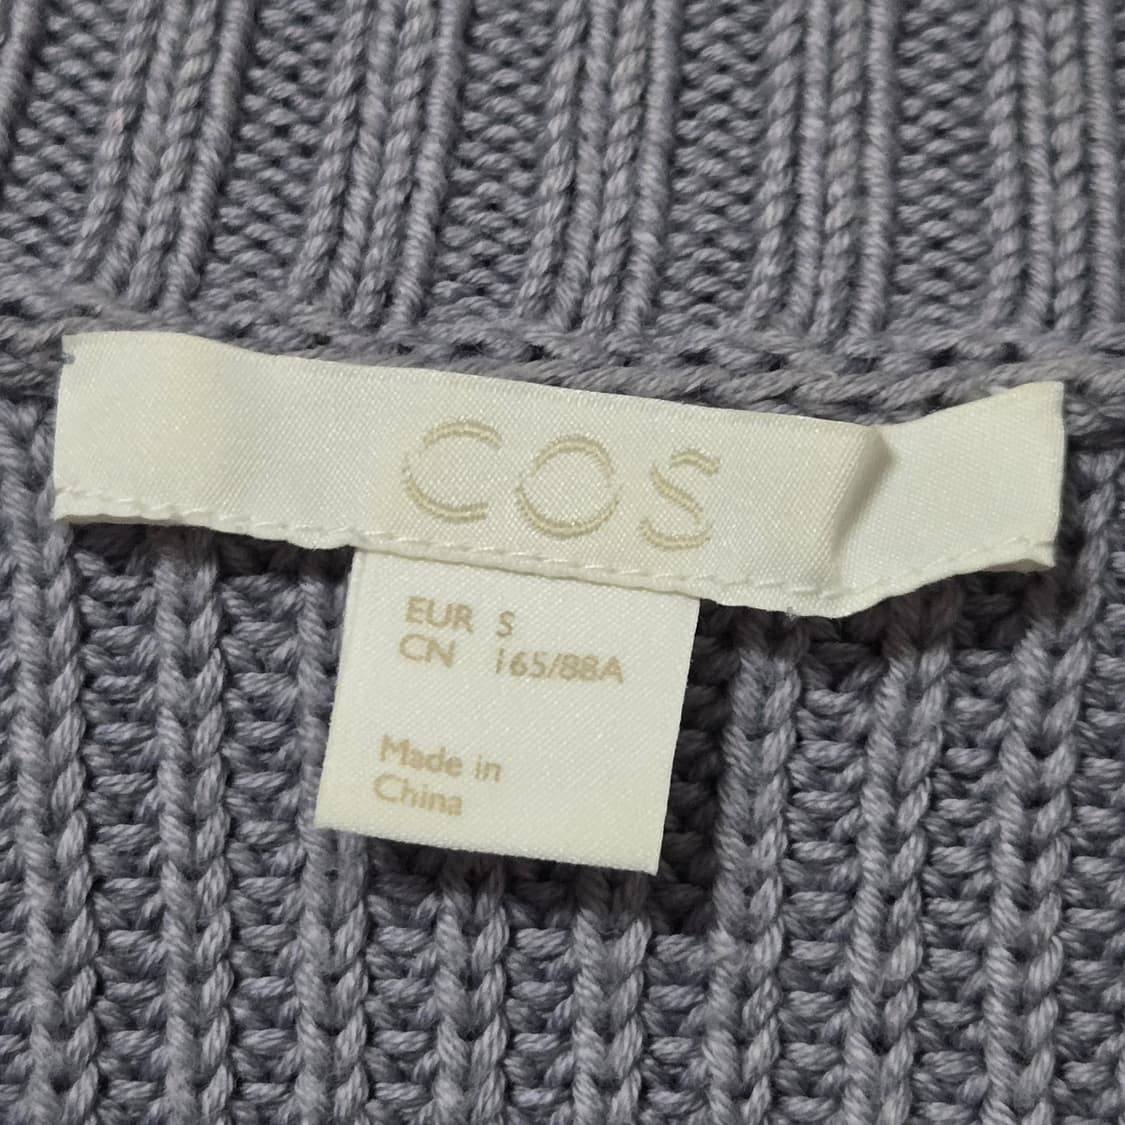 COS
EUR S
CN 165/88A
Made in
China